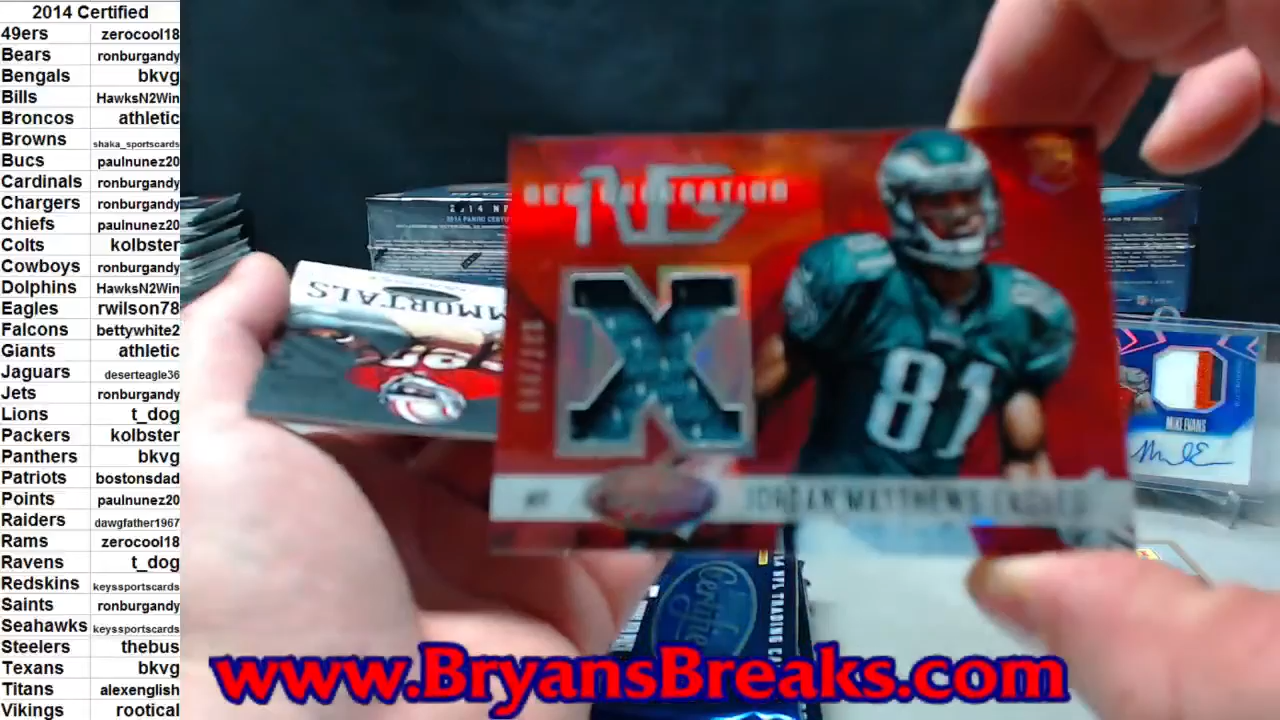 2014 Certified
49ers zerocool18
Bears ronburgandy
Bengals bkvg
Bills HawksN2Win
Broncos athletic
Browns shaka_sportscards
Bucs paulnunez20
Cardinals ronburgandy
Chargers ronburgandy
Chiefs paulnunez20
Colts kolbster
Cowboys ronburgandy
Dolphins HawksN2Win
Eagles rwilson78
Falcons bettywhite2
Giants athletic
Jaguars deserteagle36
Jets ronburgandy
Lions t_dog
Packers kolbster
Panthers bkvg
Patriots bostonsdad
Points paulnunez20
Raiders dawgfather1967
Rams zerocool18
Ravens t_dog
Redskins keyssportscards
Saints ronburgandy
Seahawks keyssportscards
Steelers thebus
Texans bkvg
Titans alexenglish
Vikings rootical
NEW GENERATION
NG
X
81
81
JORDAN MATTHEWS EAGLES
MMORTALS
MIKE EVANS
www.BryansBreaks.com